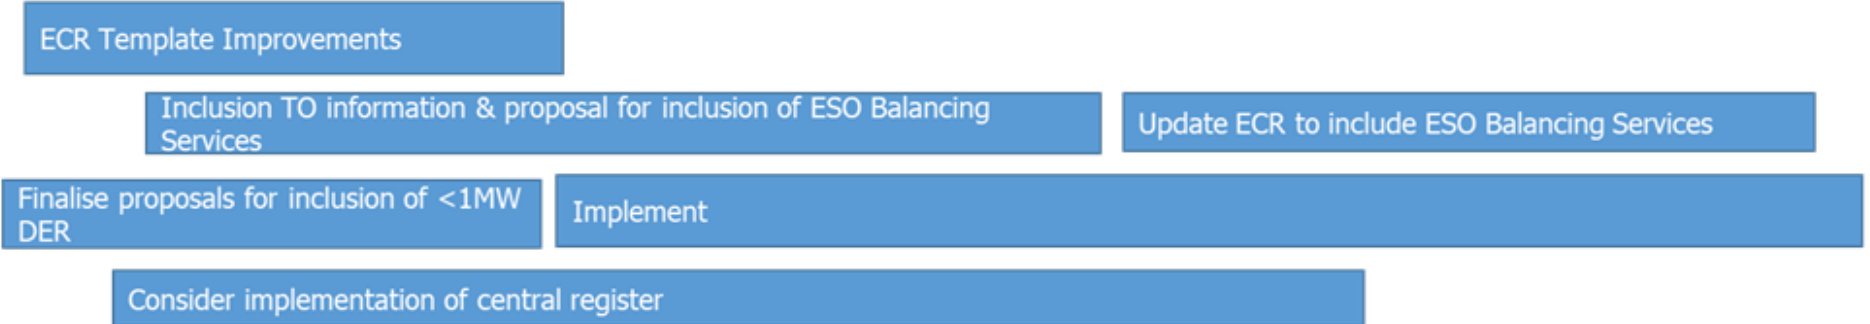 ECR Template Improvements
Inclusion TO information & proposal for inclusion of ESO Balancing
Services
Update ECR to include ESO Balancing Services
Finalise proposals for inclusion of <1MW
DER
Implement
Consider implementation of central register